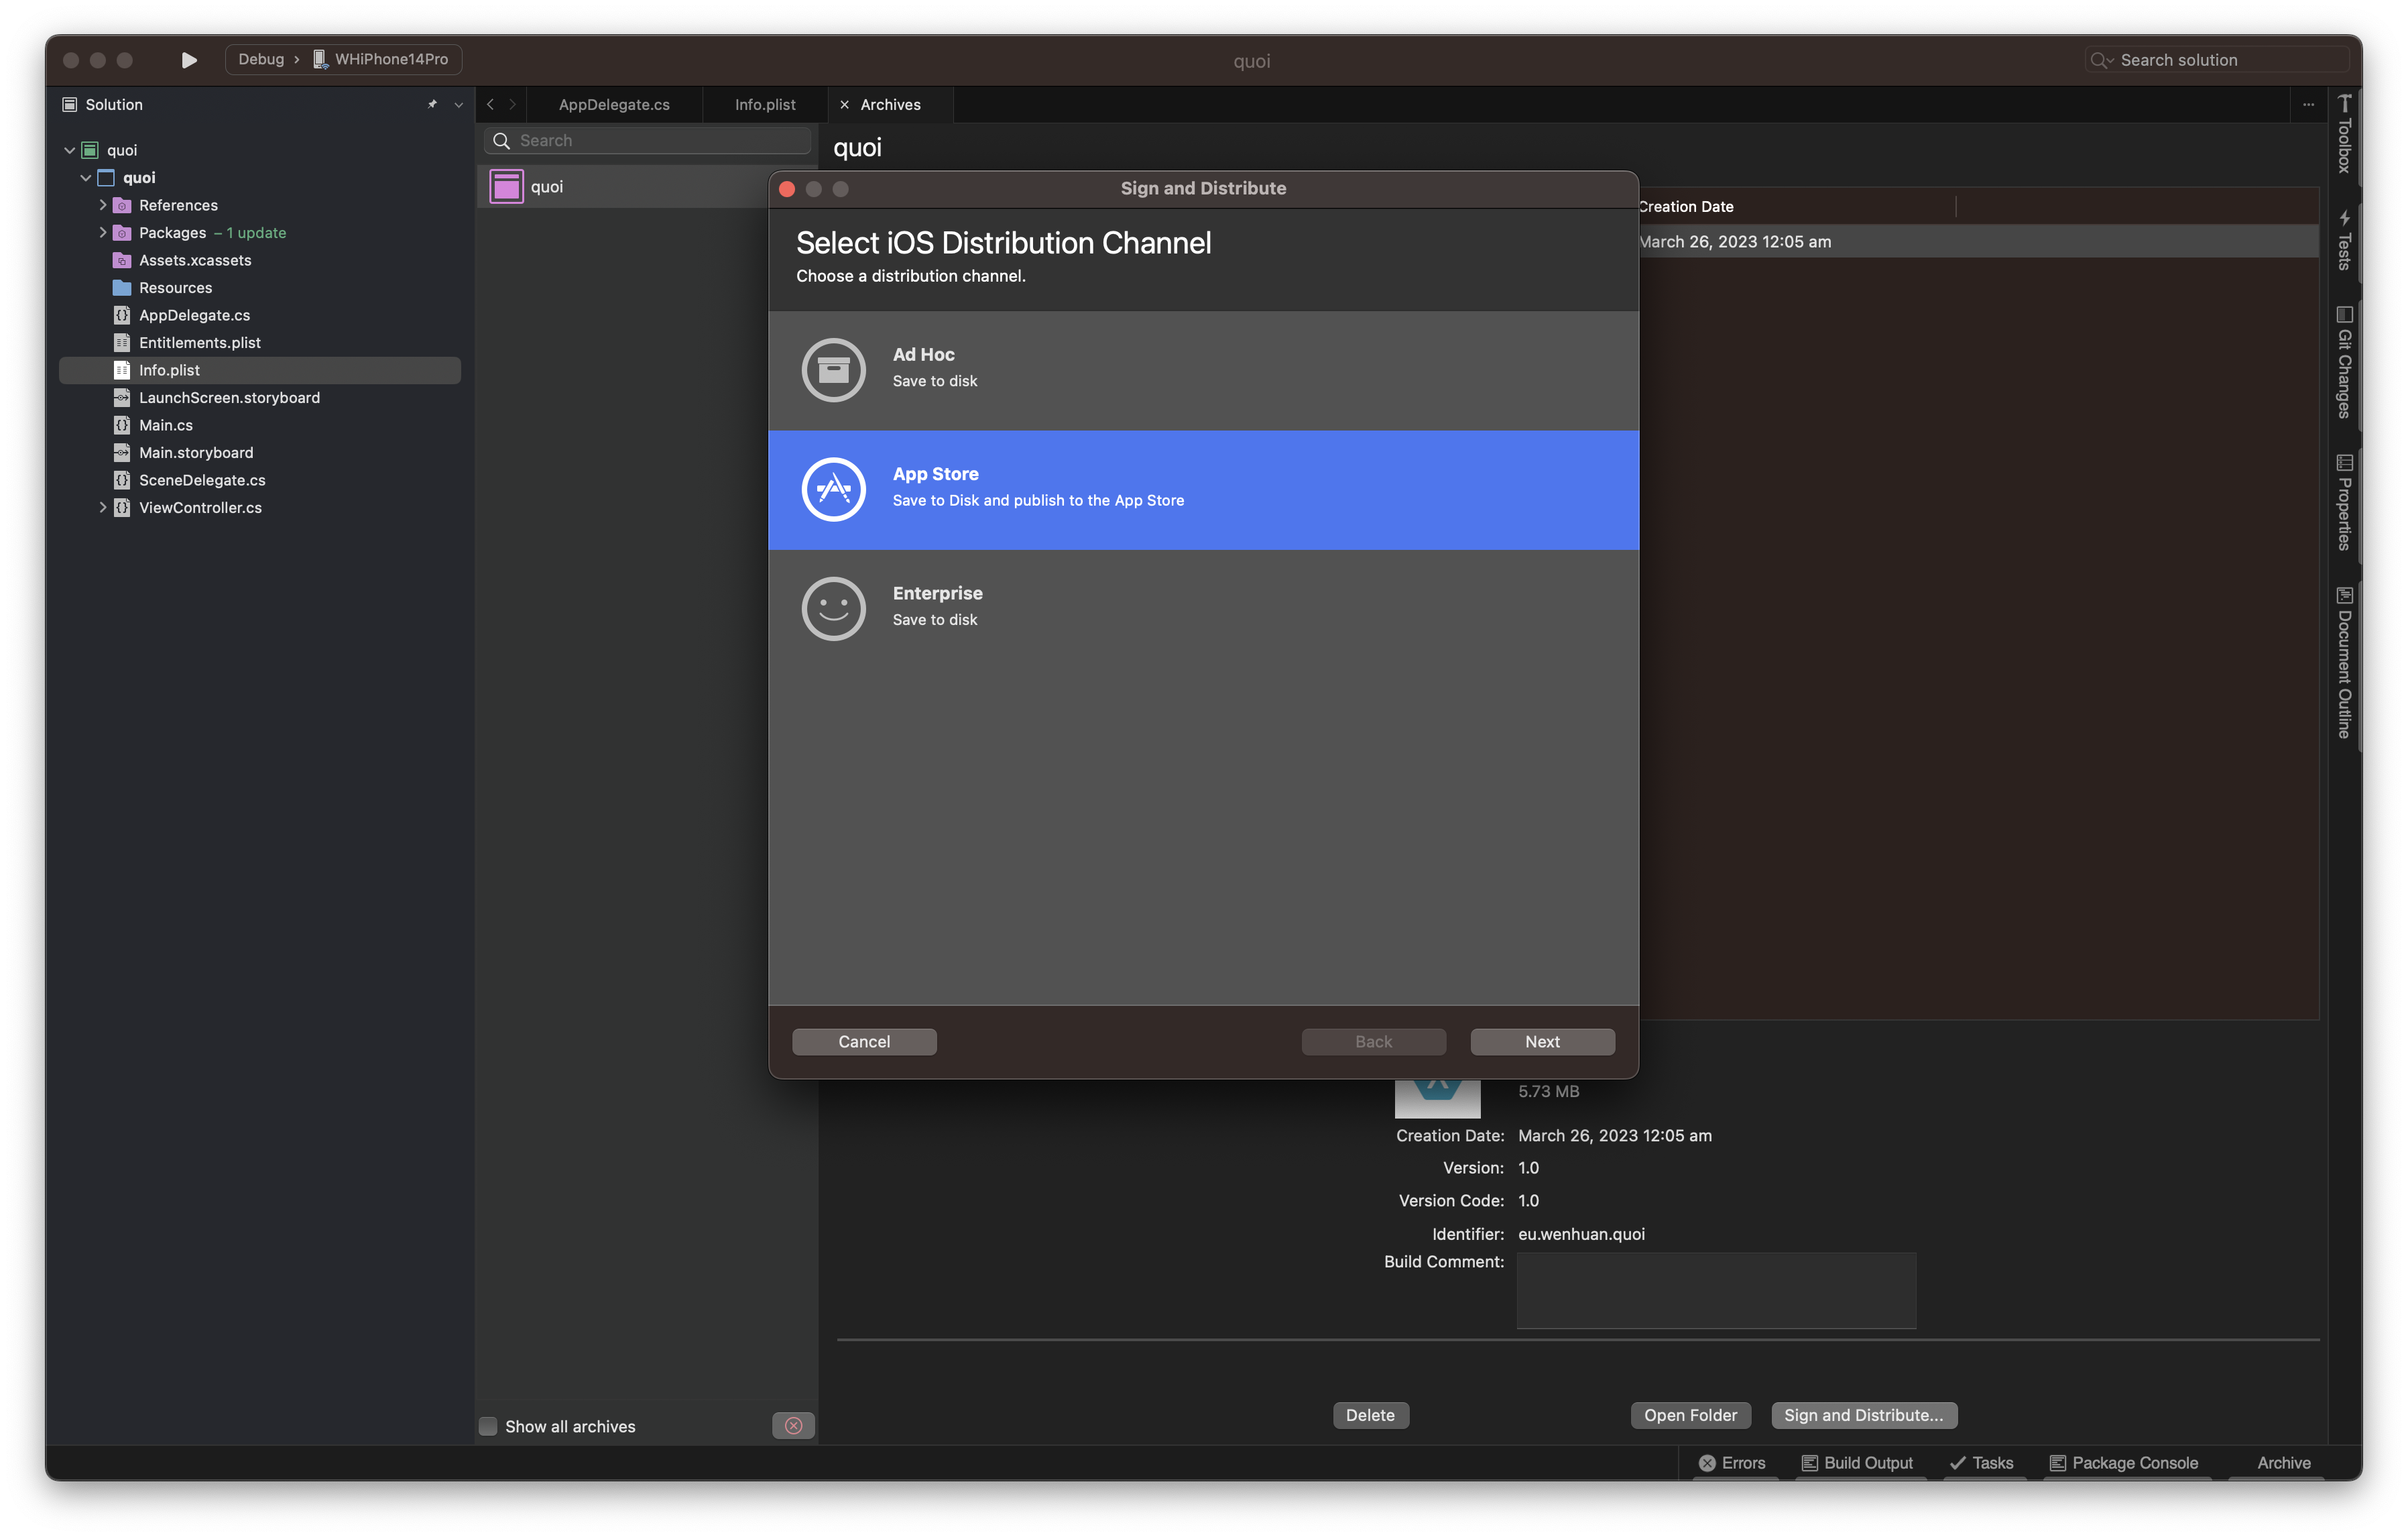 Debug › WHiPhone14Pro
quoi
Search solution
Solution
AppDelegate.cs
Info.plist
Archives
quoi
quoi
References
Packages – 1 update
Assets.xcassets
Resources
AppDelegate.cs
Entitlements.plist
Info.plist
LaunchScreen.storyboard
Main.cs
Main.storyboard
SceneDelegate.cs
ViewController.cs
Search
quoi
Show all archives
quoi
Creation Date
March 26, 2023 12:05 am
Sign and Distribute
Select iOS Distribution Channel
Choose a distribution channel.
Ad Hoc
Save to disk
App Store
Save to Disk and publish to the App Store
Enterprise
Save to disk
Cancel
Back
Next
5.73 MB
Creation Date: March 26, 2023 12:05 am
Version: 1.0
Version Code: 1.0
Identifier: eu.wenhuan.quoi
Build Comment:
Delete
Open Folder
Sign and Distribute...
Toolbox
Tests
Git Changes
Properties
Document Outline
Errors
Build Output
Tasks
Package Console
Archive